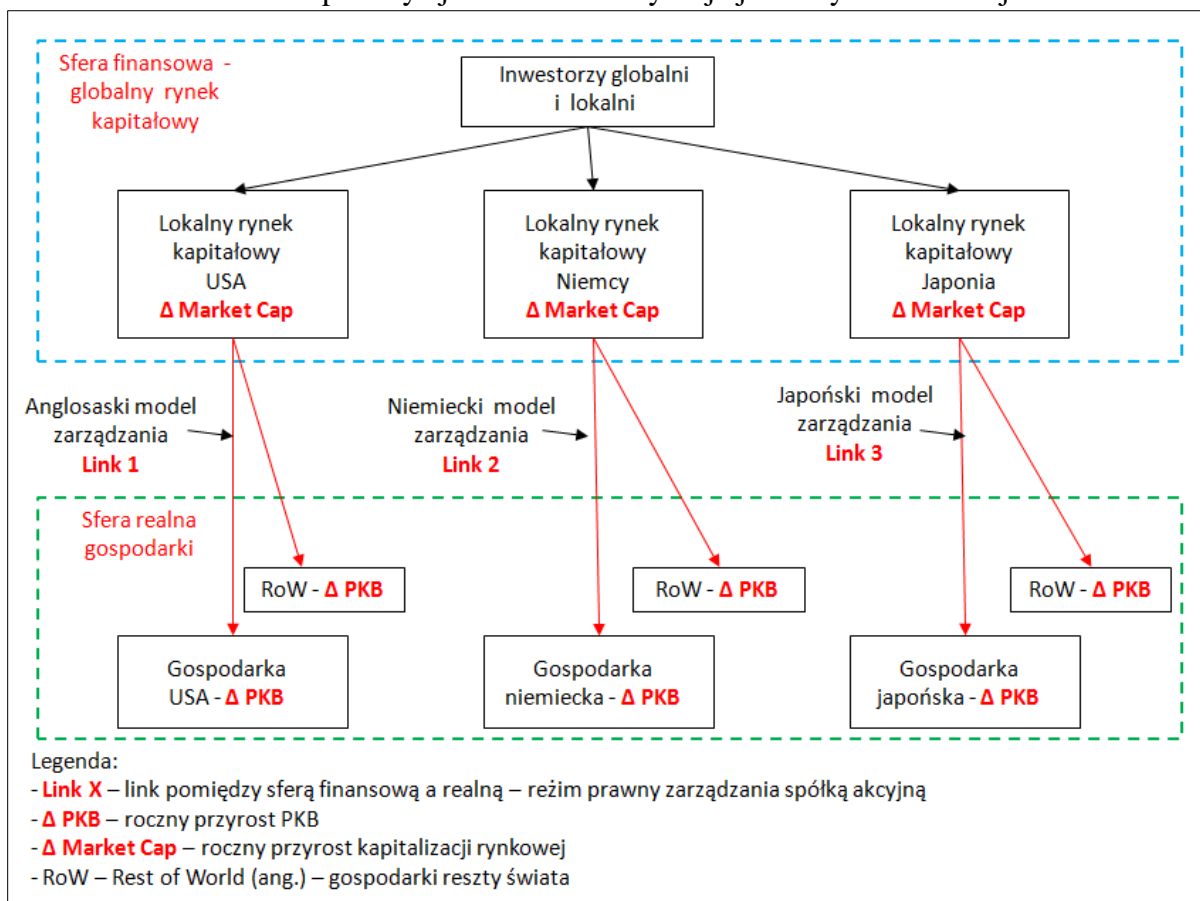 Sfera finansowa -
globalny rynek
kapitałowy
Inwestorzy globalni
i lokalni
Lokalny rynek
kapitałowy
USA
Δ Market Cap
Lokalny rynek
kapitałowy
Niemcy
Δ Market Cap
Lokalny rynek
kapitałowy
Japonia
Δ Market Cap
Anglosaski model
zarządzania
Link 1
Niemiecki model
zarządzania
Link 2
Japoński model
zarządzania
Link 3
Sfera realna
gospodarki
RoW - Δ PKB
RoW - Δ PKB
RoW - Δ PKB
Gospodarka
USA - Δ PKB
Gospodarka
niemiecka - Δ PKB
Gospodarka
japońska - Δ PKB
Legenda:
- Link X – link pomiędzy sferą finansową a realną – reżim prawny zarządzania spółką akcyjną
- Δ PKB – roczny przyrost PKB
- Δ Market Cap – roczny przyrost kapitalizacji rynkowej
- RoW – Rest of World (ang.) – gospodarki reszty świata